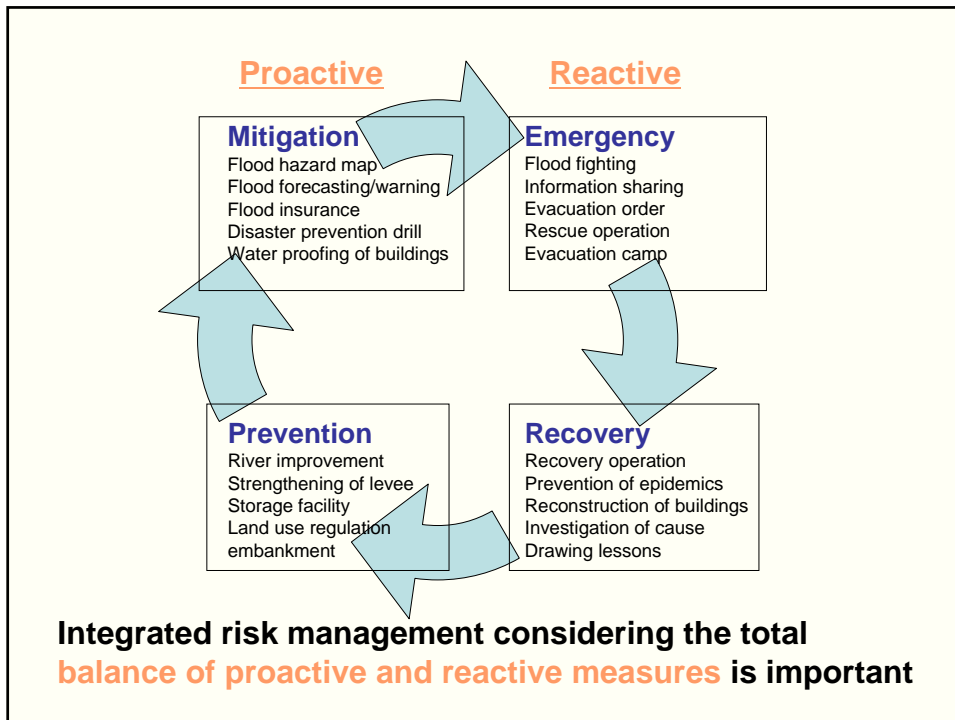 Proactive
Reactive
Mitigation
Flood hazard map
Flood forecasting/warning
Flood insurance
Disaster prevention drill
Water proofing of buildings
Emergency
Flood fighting
Information sharing
Evacuation order
Rescue operation
Evacuation camp
Prevention
River improvement
Strengthening of levee
Storage facility
Land use regulation
embankment
Recovery
Recovery operation
Prevention of epidemics
Reconstruction of buildings
Investigation of cause
Drawing lessons
Integrated risk management considering the total
balance of proactive and reactive measures is important